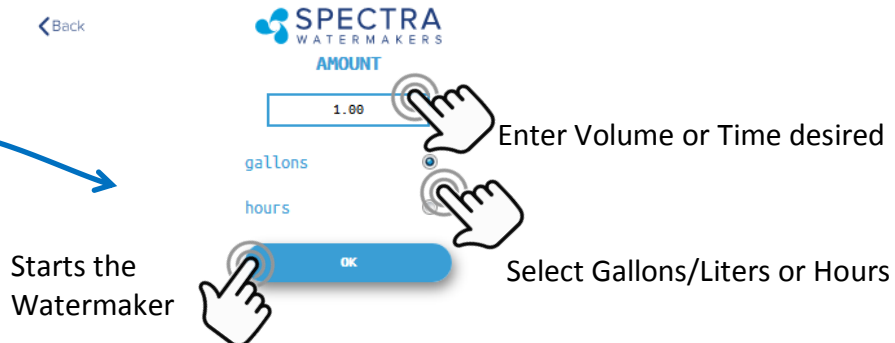 Back
SPECTRA
WATERMAKERS
AMOUNT
1.00
Enter Volume or Time desired
gallons
hours
Select Gallons/Liters or Hours
OK
Starts the
Watermaker